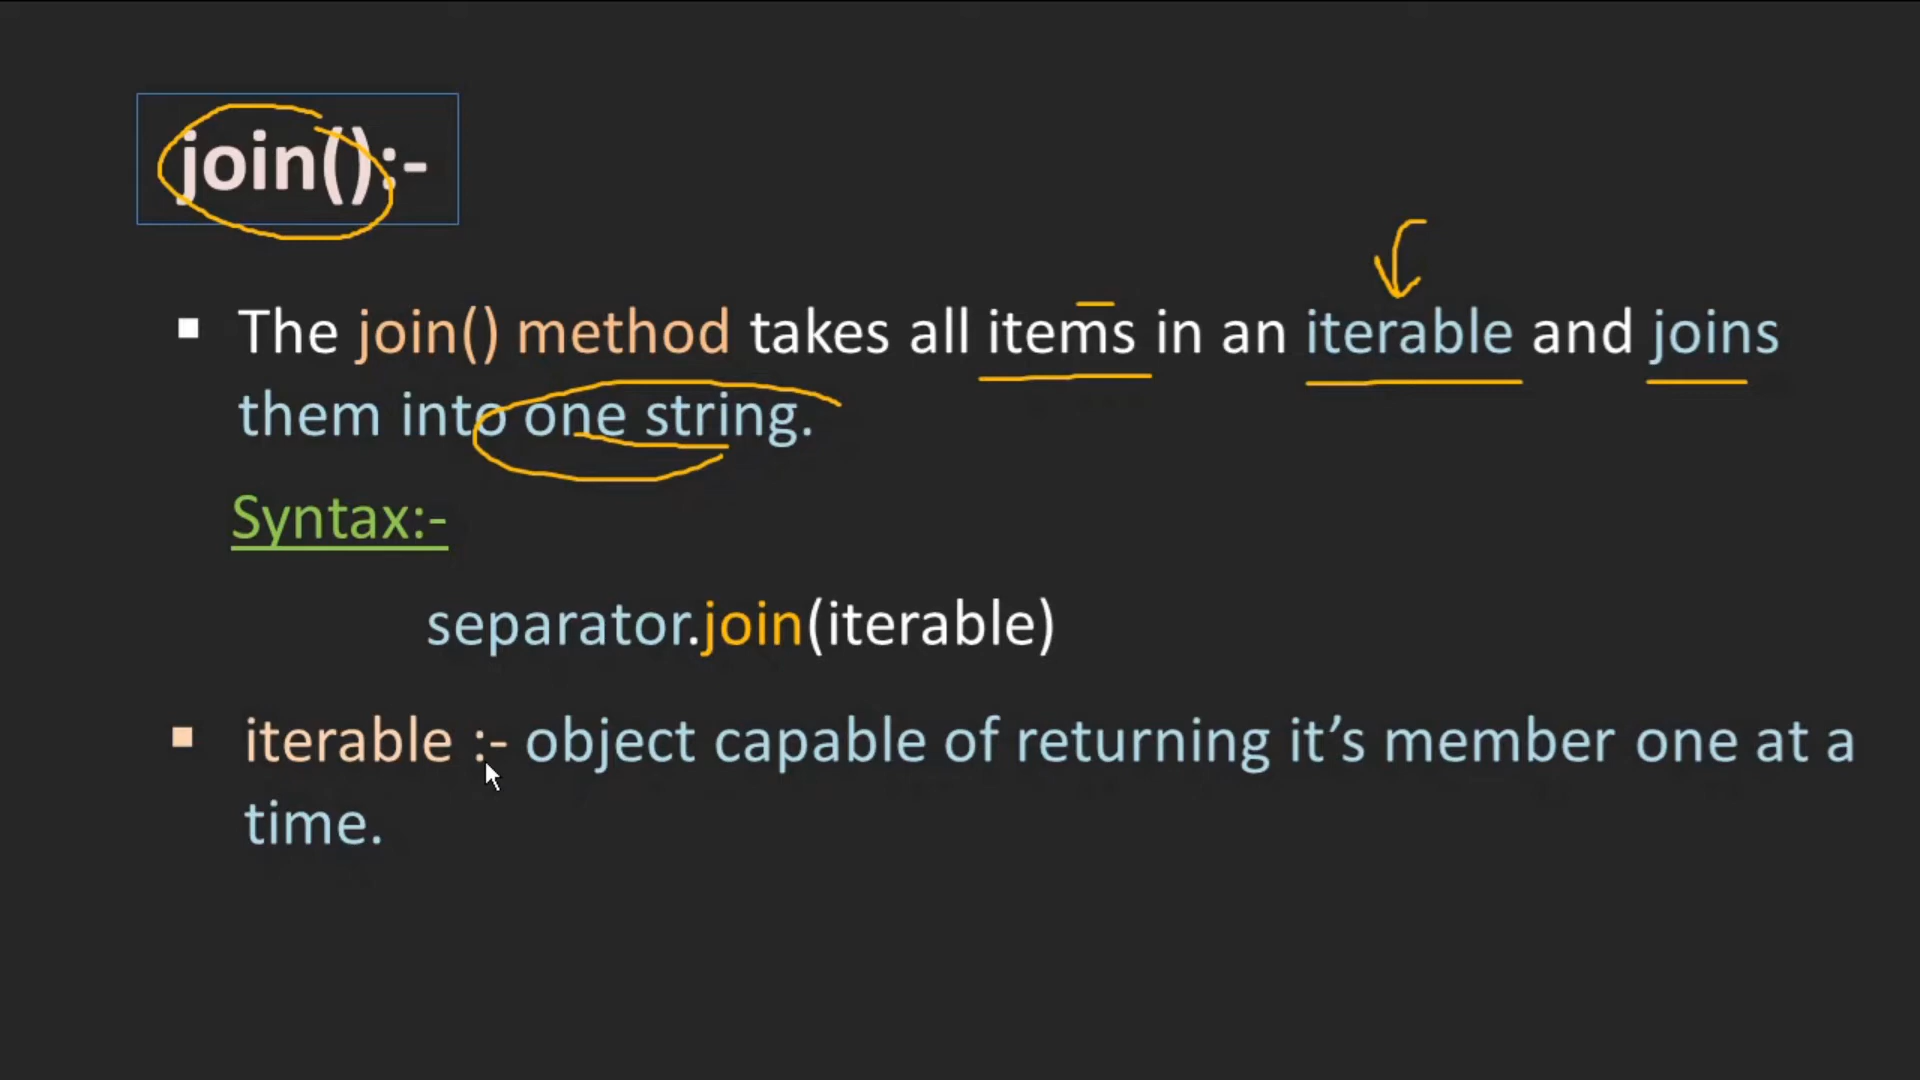 join():-
▪ The join() method takes all items in an iterable and joins
them into one string.
Syntax:-
separator.join(iterable)
▪ iterable :- object capable of returning it’s member one at a
time.